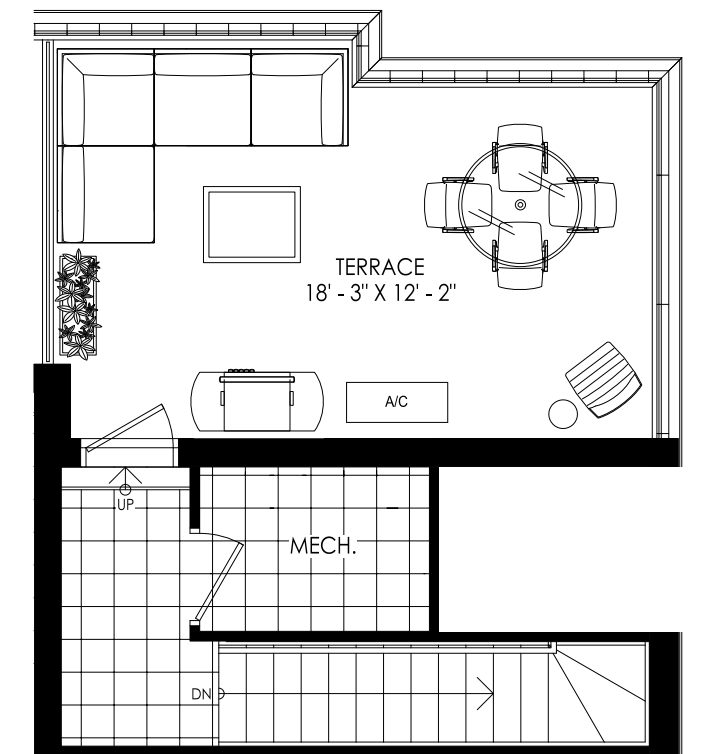 TERRACE
18' - 3" X 12' - 2"
A/C
UP
MECH.
DN